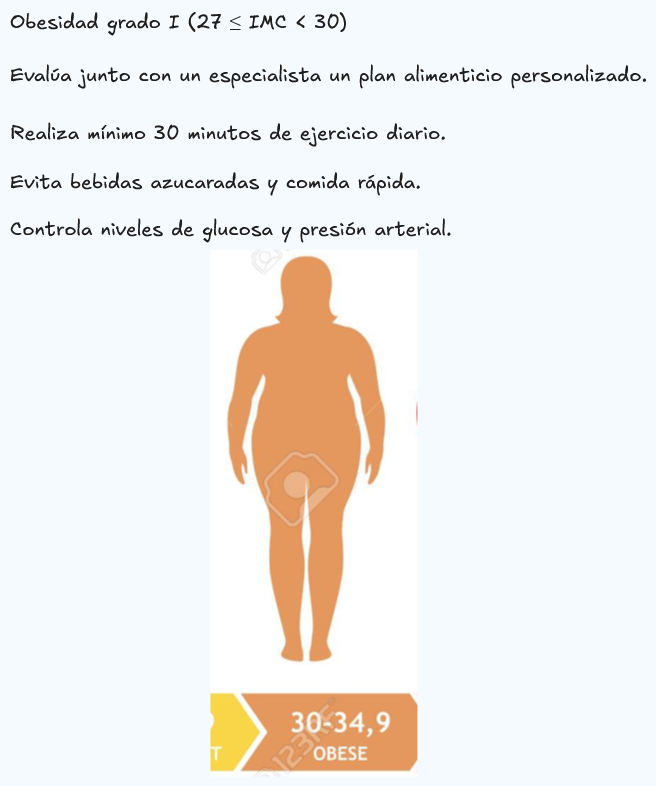 Obesidad grado I (27 ≤ IMC < 30)
Evalúa junto con un especialista un plan alimenticio personalizado.
Realiza mínimo 30 minutos de ejercicio diario.
Evita bebidas azucaradas y comida rápida.
Controla niveles de glucosa y presión arterial.
30-34,9
T
OBESE
123RF